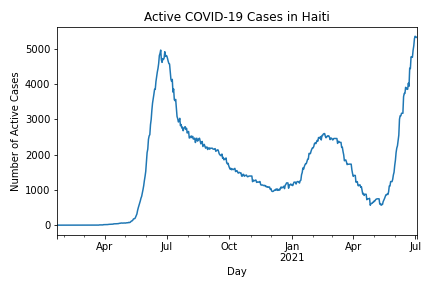 Active COVID-19 Cases in Haiti
Number of Active Cases
5000
4000
3000
2000
1000
0
Apr Jul Oct Jan Apr Jul
2021
Day